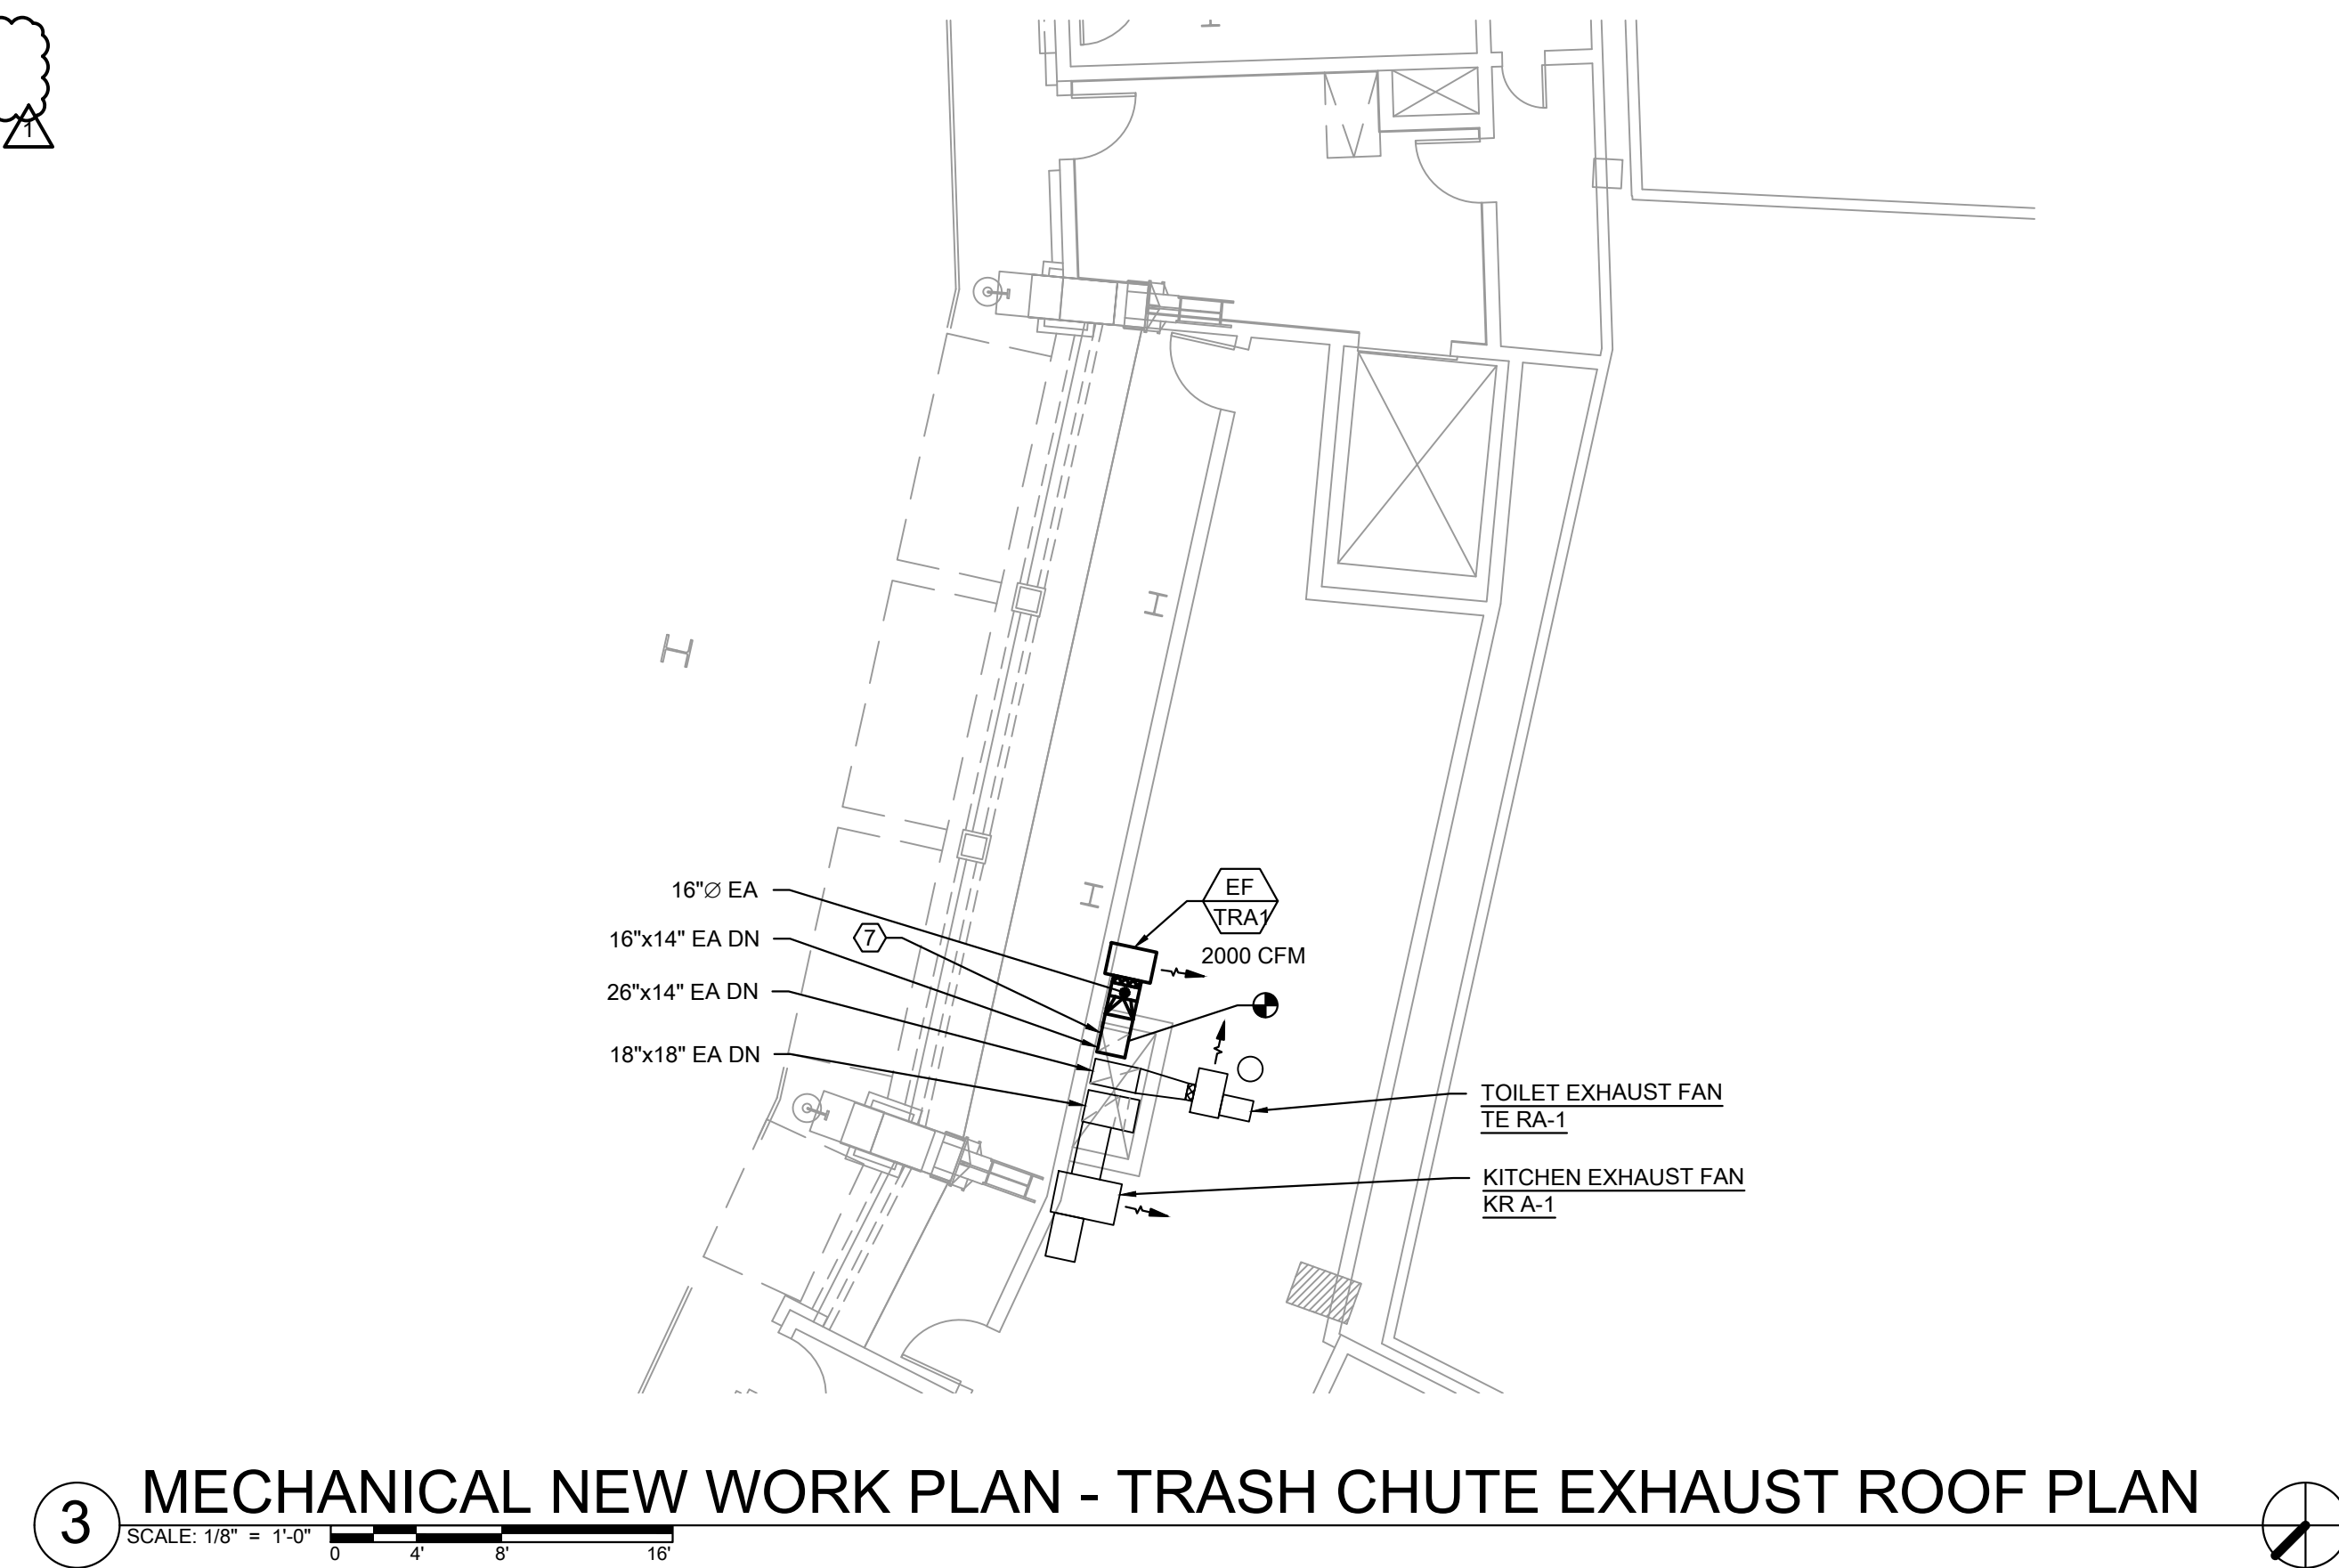 1
16"∅ EA
16"x14" EA DN
26"x14" EA DN
18"x18" EA DN
7
EF
TRA1
2000 CFM
TOILET EXHAUST FAN
TE RA-1
KITCHEN EXHAUST FAN
KR A-1
3
MECHANICAL NEW WORK PLAN - TRASH CHUTE EXHAUST ROOF PLAN
SCALE: 1/8" = 1'-0"
0 4' 8' 16'